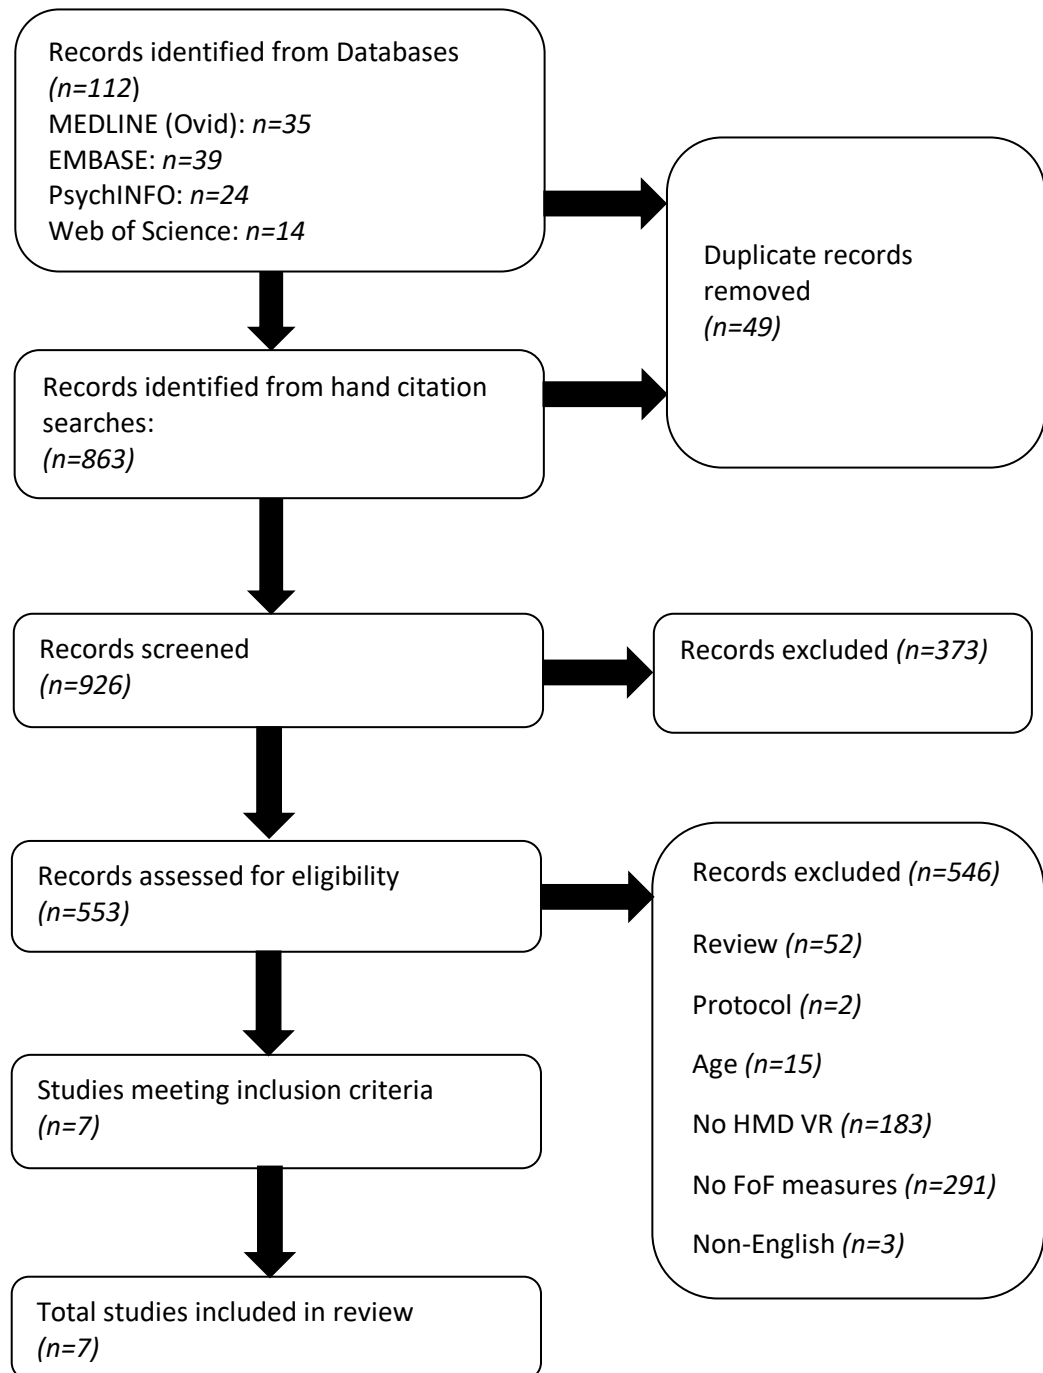 Records identified from Databases
(n=112)
MEDLINE (Ovid): n=35
EMBASE: n=39
PsychINFO: n=24
Web of Science: n=14
Duplicate records
removed
(n=49)
Records identified from hand citation
searches:
(n=863)
Records screened
(n=926)
Records excluded (n=373)
Records assessed for eligibility
(n=553)
Records excluded (n=546)
Review (n=52)
Protocol (n=2)
Age (n=15)
No HMD VR (n=183)
No FoF measures (n=291)
Non-English (n=3)
Studies meeting inclusion criteria
(n=7)
Total studies included in review
(n=7)